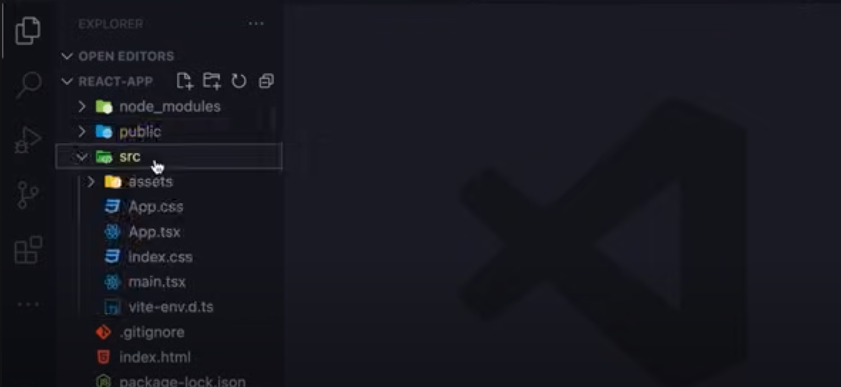 EXPLORER
OPEN EDITORS
REACT-APP
node_modules
public
src
assets
App.css
App.tsx
index.css
main.tsx
vite-env.d.ts
.gitignore
index.html
package-lock.json